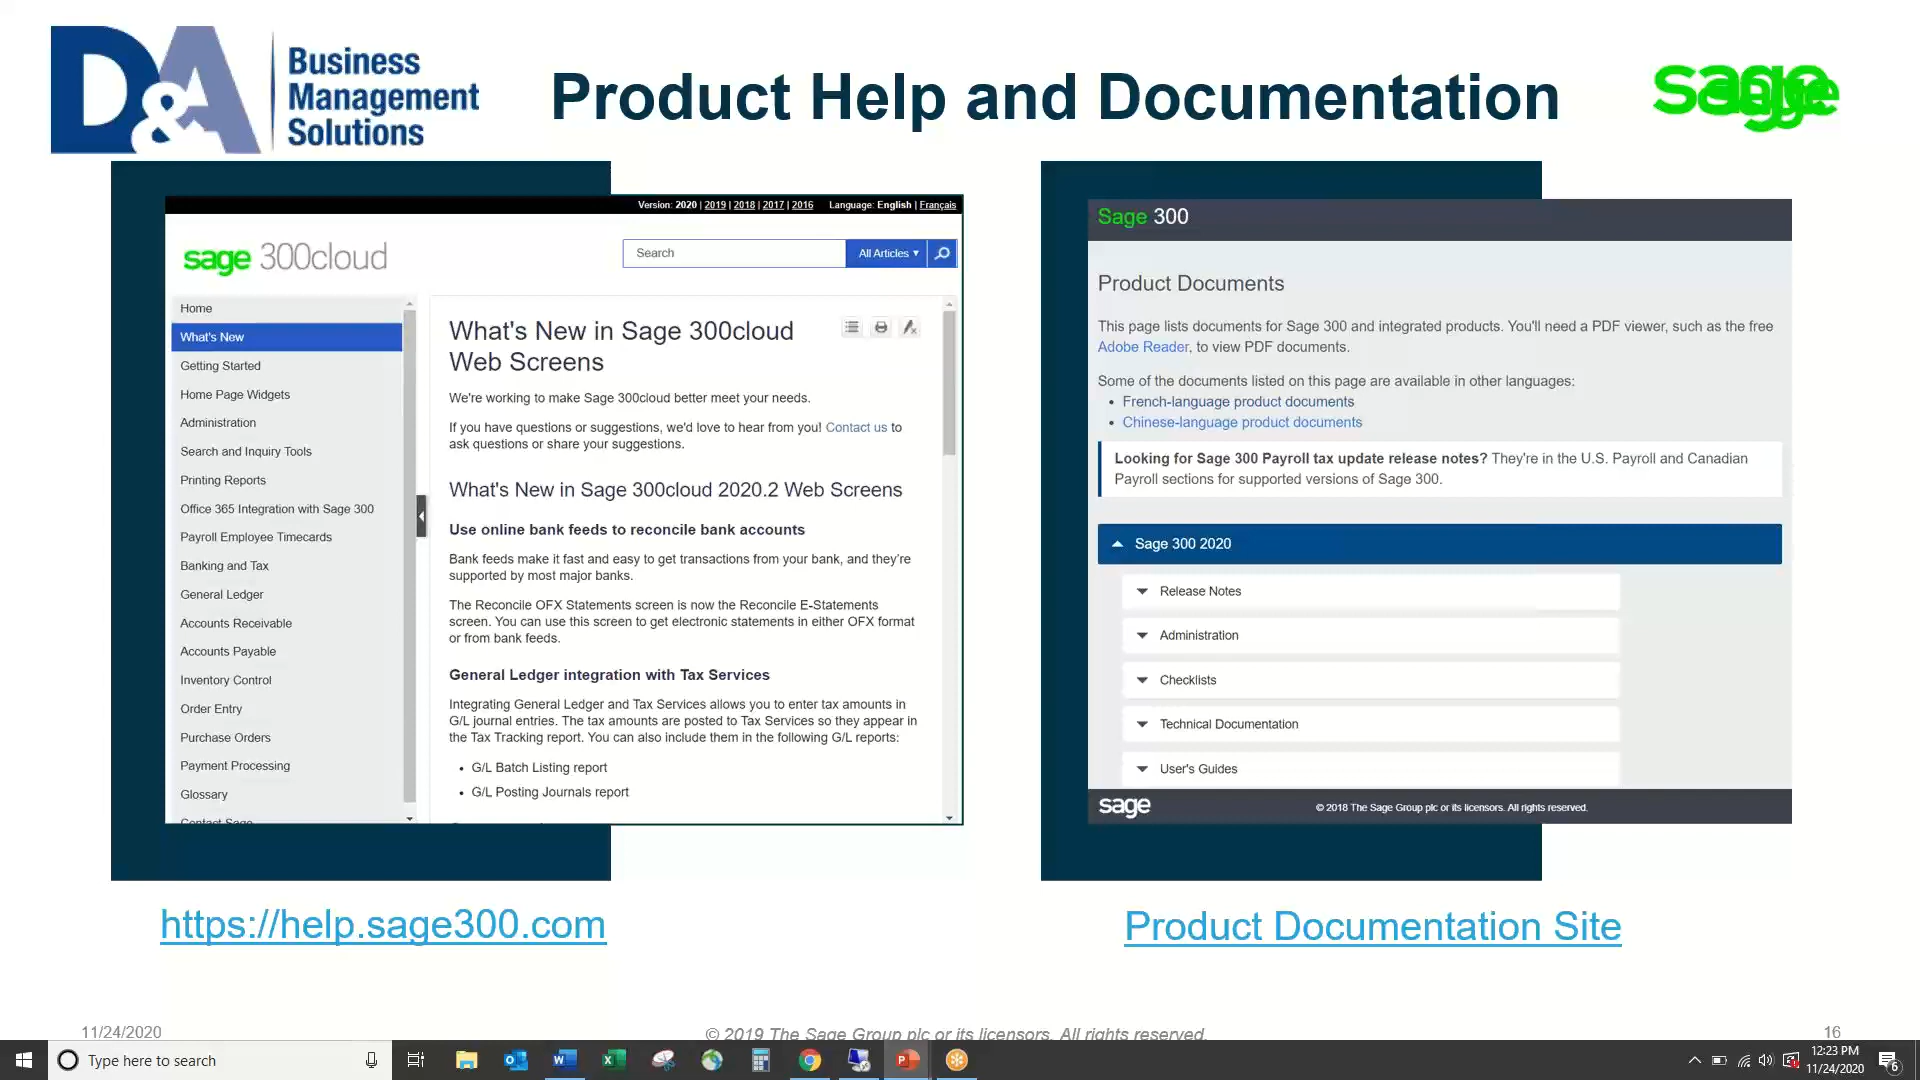 D&A
Business
Management
Solutions
Product Help and Documentation
sage
Version: 2020 | 2019 | 2018 | 2017 | 2016 Language: English | Français
sage 300cloud
Search
All Articles
Home
What's New
Getting Started
Home Page Widgets
Administration
Search and Inquiry Tools
Printing Reports
Office 365 Integration with Sage 300
Payroll Employee Timecards
Banking and Tax
General Ledger
Accounts Receivable
Accounts Payable
Inventory Control
Order Entry
Purchase Orders
Payment Processing
Glossary
Contact Sage
What's New in Sage 300cloud
Web Screens
We're working to make Sage 300cloud better meet your needs.
If you have questions or suggestions, we'd love to hear from you! Contact us to
ask questions or share your suggestions.
What's New in Sage 300cloud 2020.2 Web Screens
Use online bank feeds to reconcile bank accounts
Bank feeds make it fast and easy to get transactions from your bank, and they're
supported by most major banks.
The Reconcile OFX Statements screen is now the Reconcile E-Statements
screen. You can use this screen to get electronic statements in either OFX format
or from bank feeds.
General Ledger integration with Tax Services
Integrating General Ledger and Tax Services allows you to enter tax amounts in
G/L journal entries. The tax amounts are posted to Tax Services so they appear in
the Tax Tracking report. You can also include them in the following G/L reports:
• G/L Batch Listing report
• G/L Posting Journals report
Sage 300
Product Documents
This page lists documents for Sage 300 and integrated products. You'll need a PDF viewer, such as the free
Adobe Reader, to view PDF documents.
Some of the documents listed on this page are available in other languages:
• French-language product documents
• Chinese-language product documents
Looking for Sage 300 Payroll tax update release notes? They're in the U.S. Payroll and Canadian
Payroll sections for supported versions of Sage 300.
Sage 300 2020
Release Notes
Administration
Checklists
Technical Documentation
User's Guides
sage
© 2018 The Sage Group plc or its licensors. All rights reserved.
https://help.sage300.com
Product Documentation Site
11/24/2020
© 2019 The Sage Group plc or its licensors. All rights reserved.
16
Type here to search
12:23 PM
11/24/2020
6